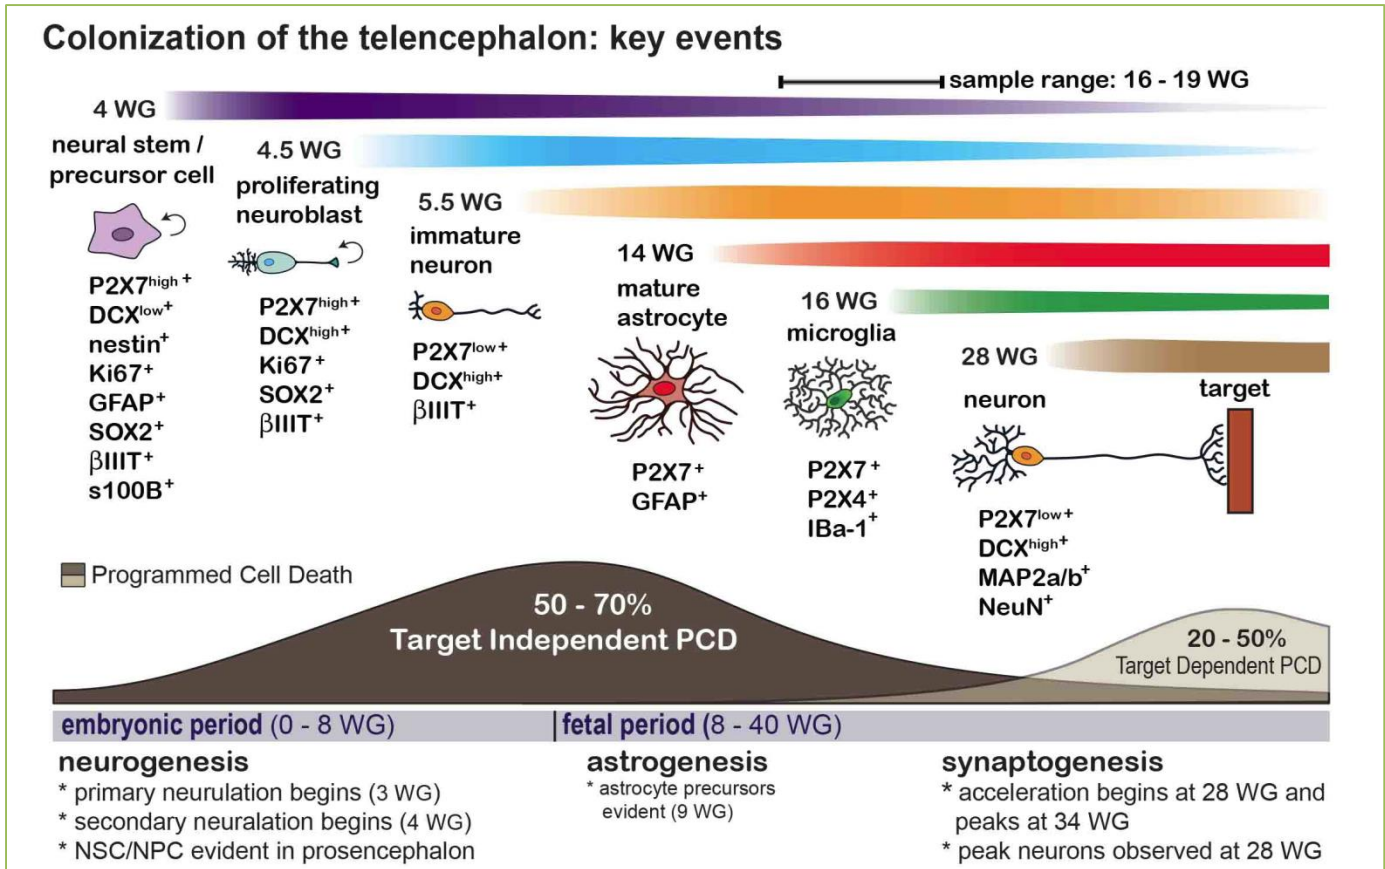 Colonization of the telencephalon: key events
sample range: 16 - 19 WG
4 WG
neural stem /
precursor cell
P2X7high +
DCXlow+
nestin+
Ki67+
GFAP+
SOX2+
βIIIT+
s100B+
4.5 WG
proliferating
neuroblast
P2X7high+
DCXhigh+
Ki67+
SOX2+
βIIIT+
5.5 WG
immature
neuron
P2X7low+
DCXhigh+
βIIIT+
14 WG
mature
astrocyte
P2X7+
GFAP+
16 WG
microglia
P2X7+
P2X4+
IBa-1+
28 WG
neuron
target
P2X7low+
DCXhigh+
MAP2a/b+
NeuN+
Programmed Cell Death
50 - 70%
Target Independent PCD
20 - 50%
Target Dependent PCD
embryonic period (0 - 8 WG)
fetal period (8 - 40 WG)
neurogenesis
* primary neurulation begins (3 WG)
* secondary neuralation begins (4 WG)
* NSC/NPC evident in prosencephalon
astrogenesis
* astrocyte precursors
evident (9 WG)
synaptogenesis
* acceleration begins at 28 WG and
peaks at 34 WG
* peak neurons observed at 28 WG